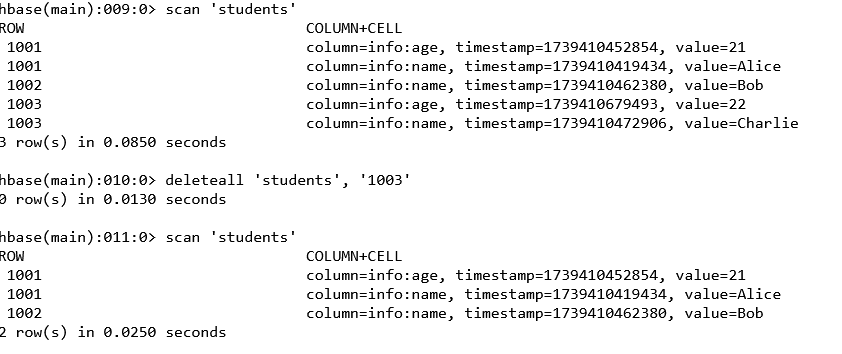 hbase(main):009:0> scan 'students'
ROW COLUMN+CELL
1001 column=info:age, timestamp=1739410452854, value=21
1001 column=info:name, timestamp=1739410419434, value=Alice
1002 column=info:name, timestamp=1739410462380, value=Bob
1003 column=info:age, timestamp=1739410679493, value=22
1003 column=info:name, timestamp=1739410472906, value=Charlie
3 row(s) in 0.0850 seconds
hbase(main):010:0> deleteall 'students', '1003'
0 row(s) in 0.0130 seconds
hbase(main):011:0> scan 'students'
ROW COLUMN+CELL
1001 column=info:age, timestamp=1739410452854, value=21
1001 column=info:name, timestamp=1739410419434, value=Alice
1002 column=info:name, timestamp=1739410462380, value=Bob
2 row(s) in 0.0250 seconds